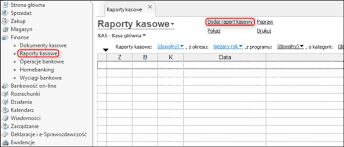 Strona główna
Sprzedaż
Zakup
Magazyn
Finanse
Dokumenty kasowe
Raporty kasowe
Operacje bankowe
Homebanking
Wyciągi bankowe
Bankowość on-line
Rozrachunki
Działania
Kalendarz
Wiadomości
Zarządzanie
Deklaracje i e-Sprawozdawczość
Ewidencje
Raporty kasowe
Raporty kasowe
Dodaj raport kasowy Popraw
Pokaż Drukuj
KAS - Kasa główna
Raporty kasowe: (dowolny), z okresu: bieżący rok, w programu: (dowolny), o kategorii:
Z B K Data